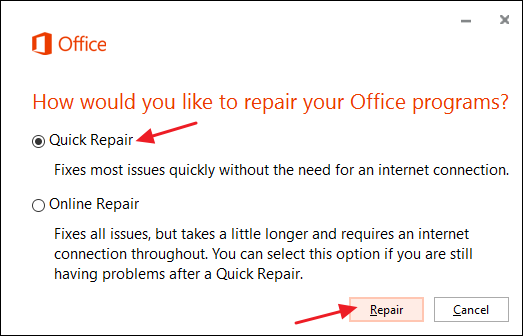 Office
How would you like to repair your Office programs?
Quick Repair
Fixes most issues quickly without the need for an internet connection.
Online Repair
Fixes all issues, but takes a little longer and requires an internet
connection throughout. You can select this option if you are still
having problems after a Quick Repair.
Repair
Cancel